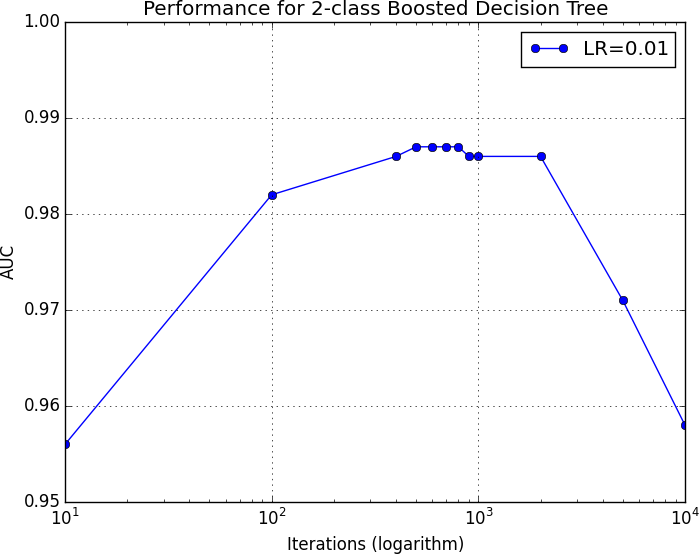 Performance for 2-class Boosted Decision Tree
LR=0.01
1.00
0.99
0.98
0.97
0.96
0.95
AUC
10¹ 10² 10³ 10⁴
Iterations (logarithm)